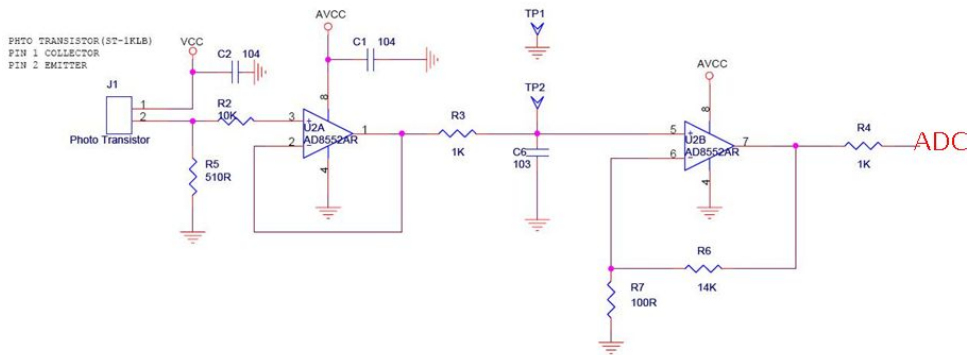 PHTO TRANSISTOR(ST-1KLB)
PIN 1 COLLECTOR
PIN 2 EMITTER
VCC
C2 104
J1
1
2
Photo Transistor
R2
10K
R5
510R
AVCC
C1 104
8
3
2
1
4
U2A
AD8552AR
R3
1K
TP1
TP2
C6
103
AVCC
8
5
6
7
4
U2B
AD8552AR
R4
1K
ADC
R6
14K
R7
100R